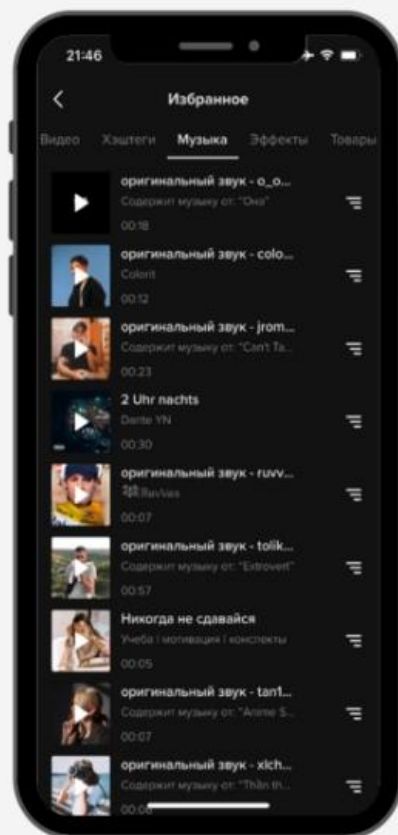 21:46
Избранное
Видео Хэштеги Музыка Эффекты Товары
оригинальный звук - o_o...
Содержит музыку от: "Оно"
00:18
оригинальный звук - colo...
Colorit
00:12
оригинальный звук - jrom...
Содержит музыку от: "Can't Ta...
00:23
2 Uhr nachts
Dante YN
00:30
оригинальный звук - ruvv...
RavVas
00:07
оригинальный звук - tolik...
Содержит музыку от: "Extrovert"
00:57
Никогда не сдавайся
Учеба | мотивация | конспекты
00:05
оригинальный звук - tan1...
Содержит музыку от: "Anime S...
00:07
оригинальный звук - xlch...
Содержит музыку от: "Thần th...